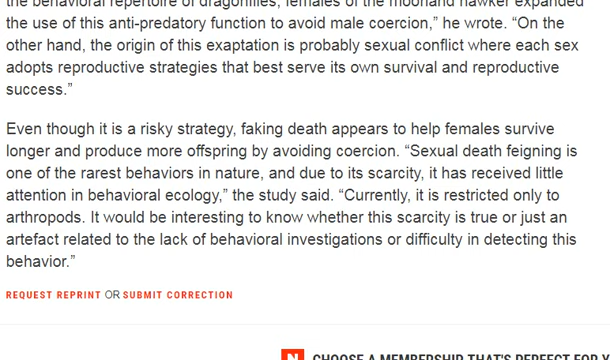 the behavioral repertoire of dragonflies, females of the moorland hawker expanded
the use of this anti-predatory function to avoid male coercion,” he wrote. “On the
other hand, the origin of this exaptation is probably sexual conflict where each sex
adopts reproductive strategies that best serve its own survival and reproductive
success.”
Even though it is a risky strategy, faking death appears to help females survive
longer and produce more offspring by avoiding coercion. “Sexual death feigning is
one of the rarest behaviors in nature, and due to its scarcity, it has received little
attention in behavioral ecology,” the study said. “Currently, it is restricted only to
arthropods. It would be interesting to know whether this scarcity is true or just an
artefact related to the lack of behavioral investigations or difficulty in detecting this
behavior.”
REQUEST REPRINT OR SUBMIT CORRECTION
N CHOOSE A MEMBERSHIP THAT'S PERFECT FOR